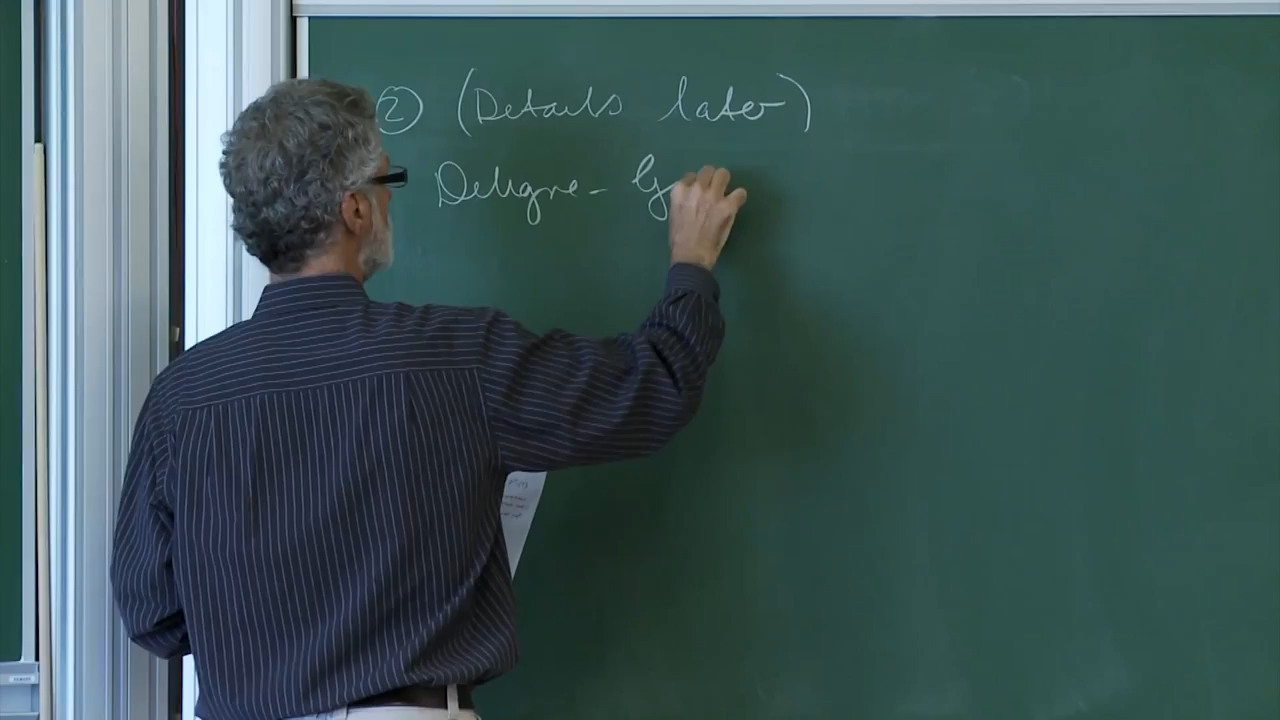 ② (Details later)
Deligne - G